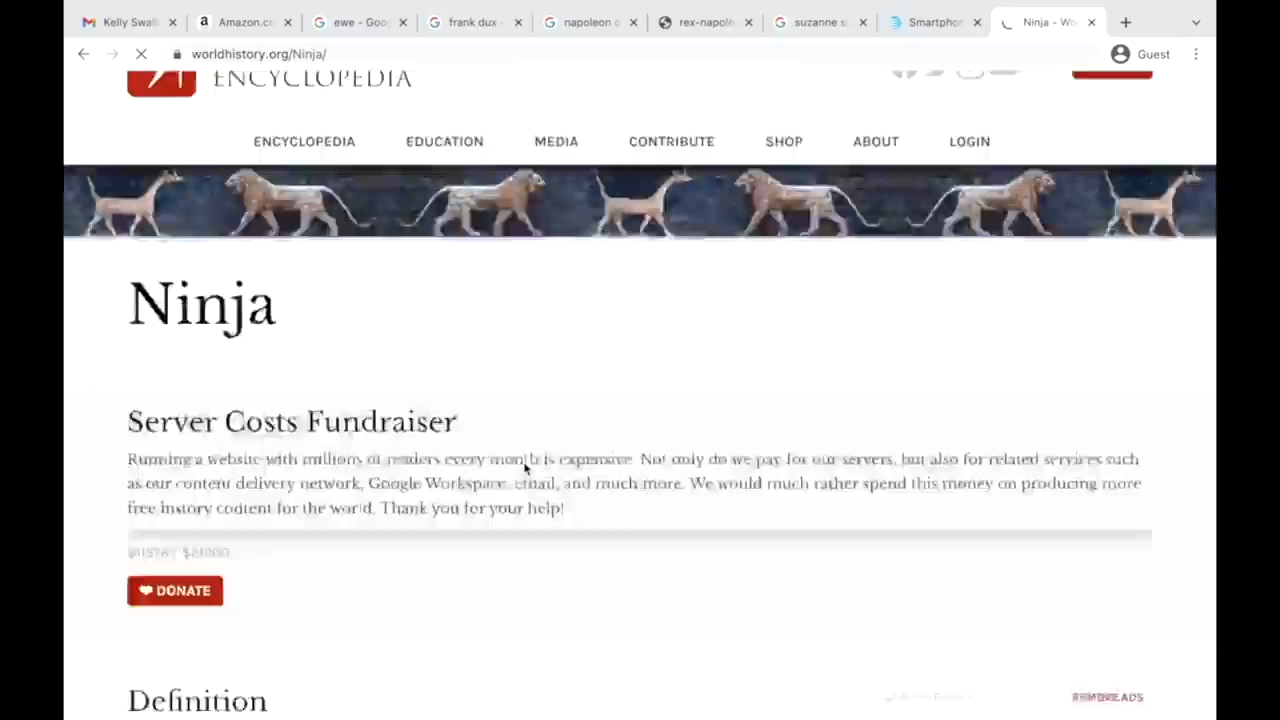 Kelly Swall
Amazon.co
ewe - Goo
frank dux -
napoleon d
rex-napole
suzanne s
Smartphor
Ninja - Wo
worldhistory.org/Ninja/
Guest
ENCYCLOPEDIA
ENCYCLOPEDIA EDUCATION MEDIA CONTRIBUTE SHOP ABOUT LOGIN
Ninja
Server Costs Fundraiser
Running a website with millions of readers every month is expensive. Not only do we pay for our servers, but also for related services such
as our content delivery network, Google Workspace, email, and much more. We would much rather spend this money on producing more
free history content for the world. Thank you for your help!
DONATE
Definition